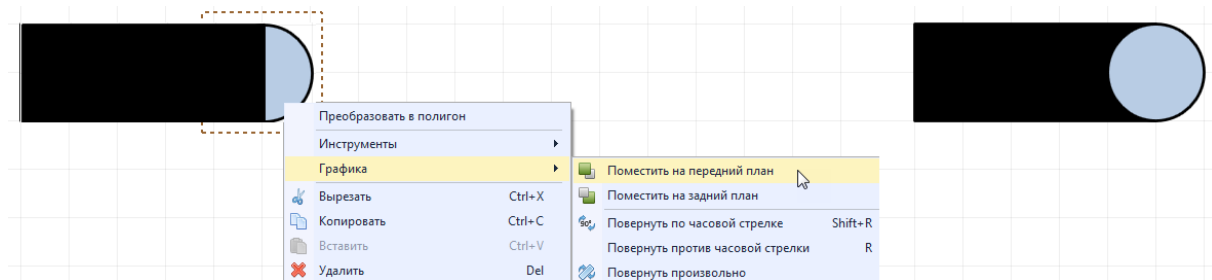 Преобразовать в полигон
Инструменты
Графика
Поместить на передний план
Вырезать Ctrl+X
Поместить на задний план
Копировать Ctrl+C
90° Повернуть по часовой стрелке Shift+R
Вставить Ctrl+V
Повернуть против часовой стрелки R
Удалить Del
Повернуть произвольно